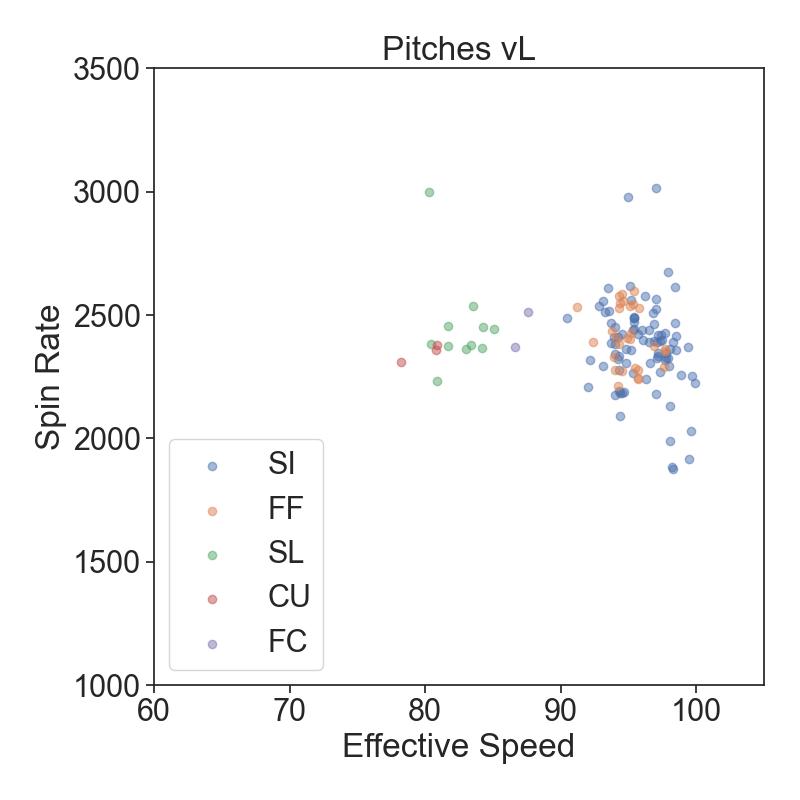 Pitches vL
3500
3000
2500
2000
1500
1000
Spin Rate
SI
FF
SL
CU
FC
60 70 80 90 100
Effective Speed